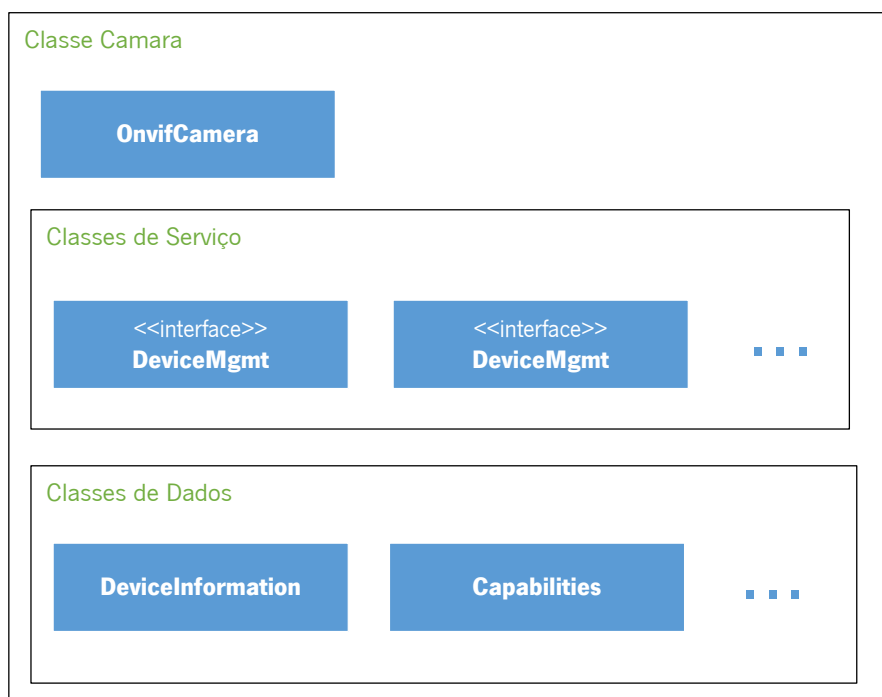 Classe Camara
OnvifCamera
Classes de Serviço
<<interface>>
DeviceMgmt
<<interface>>
DeviceMgmt
...
Classes de Dados
DeviceInformation
Capabilities
...